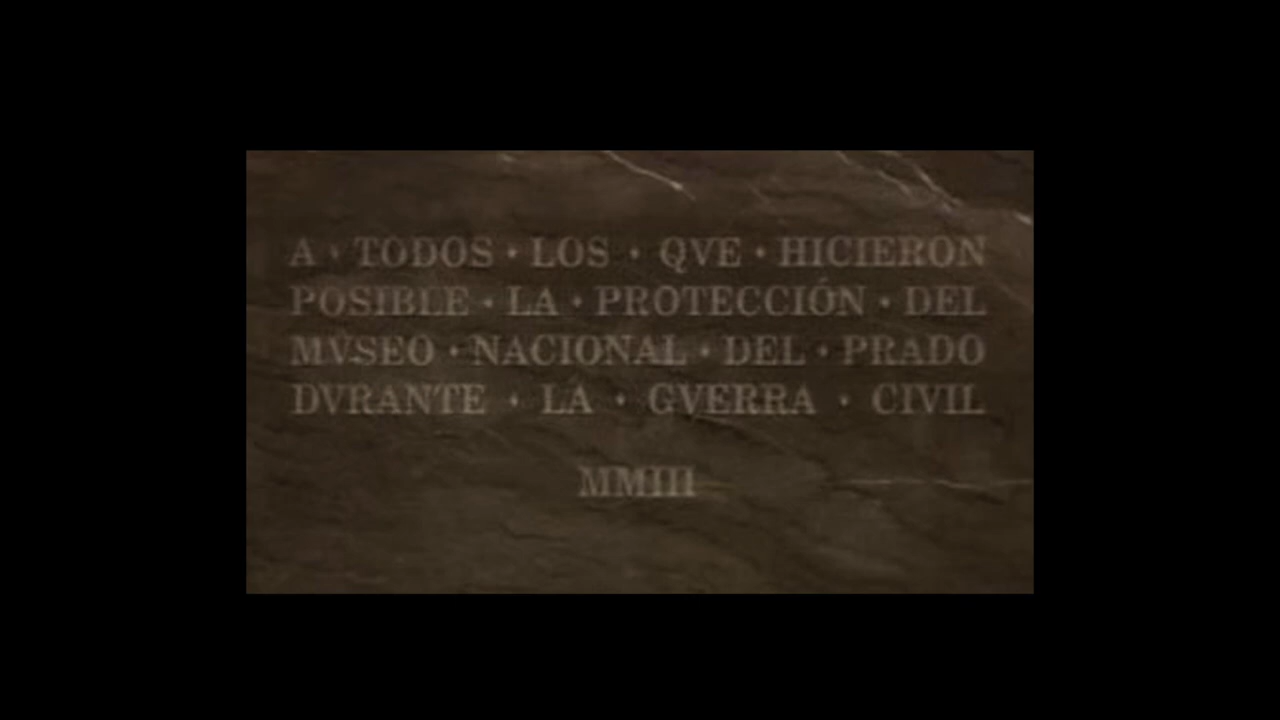 A · TODOS · LOS · QVE · HICIERON
POSIBLE · LA · PROTECCIÓN · DEL
MVSEO · NACIONAL · DEL · PRADO
DVRANTE · LA · GVERRA · CIVIL
MMIII